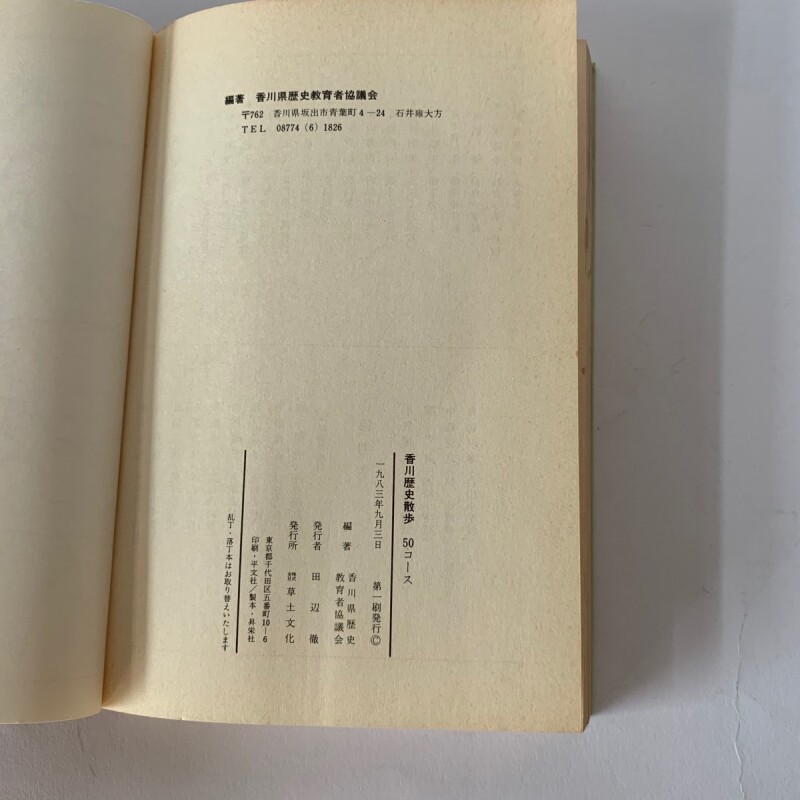 編著 香川県歴史教育者協議会
〒762 香川県坂出市青葉町4—24 石井雍大方
TEL 08774(6)1826
香川歴史散歩 50コース
一九八三年九月三日 第一刷発行©
編著 香川県歴史
教育者協議会
発行者 田辺徹
発行所 株式会社 草土文化
東京都千代田区五番町10—6
印刷・平文社/製本・昇栄社
乱丁・落丁本はお取り替えいたします